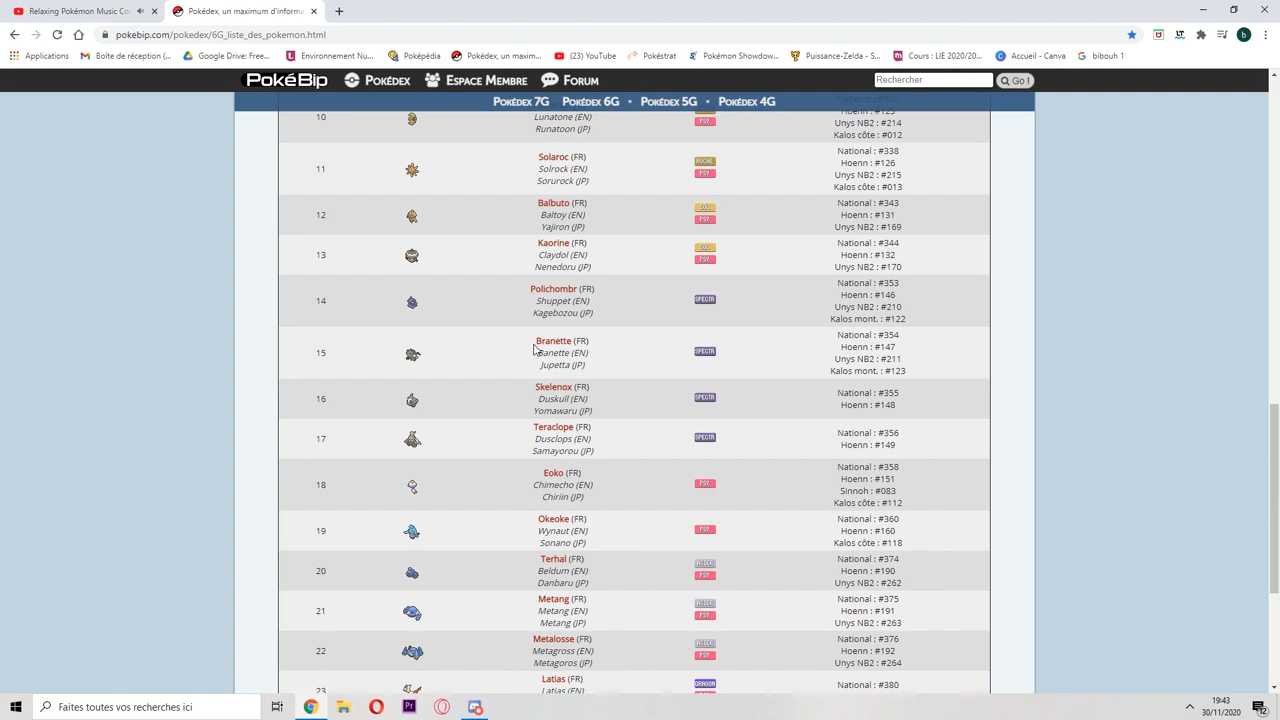 Relaxing Pokémon Music Co
Pokédex, un maximum d'informa
pokebip.com/pokedex/6G_liste_des_pokemon.html
Applications
Boite de réception (...
Google Drive: Free...
Environnement Nu...
Poképédia
Pokédex, un maxim...
(23) YouTube
Pokéstrat
Pokémon Showdow...
Puissance-Zelda - S...
Cours : LIE 2020/20...
Accueil - Canva
bibouh 1
PokéBip
Pokédex
Espace Membre
Forum
Rechercher
Go !
Pokédex 7G Pokédex 6G • Pokédex 5G • Pokédex 4G
10
Lunatone (EN)
Runatoon (JP)
PSY
Unys NB2 : #214
Kalos côte : #012
11
Solaroc (FR)
Solrock (EN)
Sorurock (JP)
ROCHE
PSY
National : #338
Hoenn : #126
Unys NB2 : #215
Kalos côte : #013
12
Balbuto (FR)
Baltoy (EN)
Yajiron (JP)
SOL
PSY
National : #343
Hoenn : #131
Unys NB2 : #169
13
Kaorine (FR)
Claydol (EN)
Nenedoru (JP)
SOL
PSY
National : #344
Hoenn : #132
Unys NB2 : #170
14
Polichombr (FR)
Shuppet (EN)
Kagebozou (JP)
SPECTR
National : #353
Hoenn : #146
Unys NB2 : #210
Kalos mont. : #122
15
Branette (FR)
Banette (EN)
Jupetta (JP)
SPECTR
National : #354
Hoenn : #147
Unys NB2 : #211
Kalos mont. : #123
16
Skelenox (FR)
Duskull (EN)
Yomawaru (JP)
SPECTR
National : #355
Hoenn : #148
17
Teraclope (FR)
Dusclops (EN)
Samayorou (JP)
SPECTR
National : #356
Hoenn : #149
18
Eoko (FR)
Chimecho (EN)
Chiriin (JP)
PSY
National : #358
Hoenn : #151
Sinnoh : #083
Kalos côte : #112
19
Okeoke (FR)
Wynaut (EN)
Sonano (JP)
PSY
National : #360
Hoenn : #160
Kalos côte : #118
20
Terhal (FR)
Beldum (EN)
Danbaru (JP)
ACIER
PSY
National : #374
Hoenn : #190
Unys NB2 : #262
21
Metang (FR)
Metang (EN)
Metang (JP)
ACIER
PSY
National : #375
Hoenn : #191
Unys NB2 : #263
22
Metalosse (FR)
Metagross (EN)
Metagoros (JP)
ACIER
PSY
National : #376
Hoenn : #192
Unys NB2 : #264
23
Latias (FR)
Latias (EN)
DRAGON
National : #380
Faites toutes vos recherches ici
19:43
30/11/2020
12